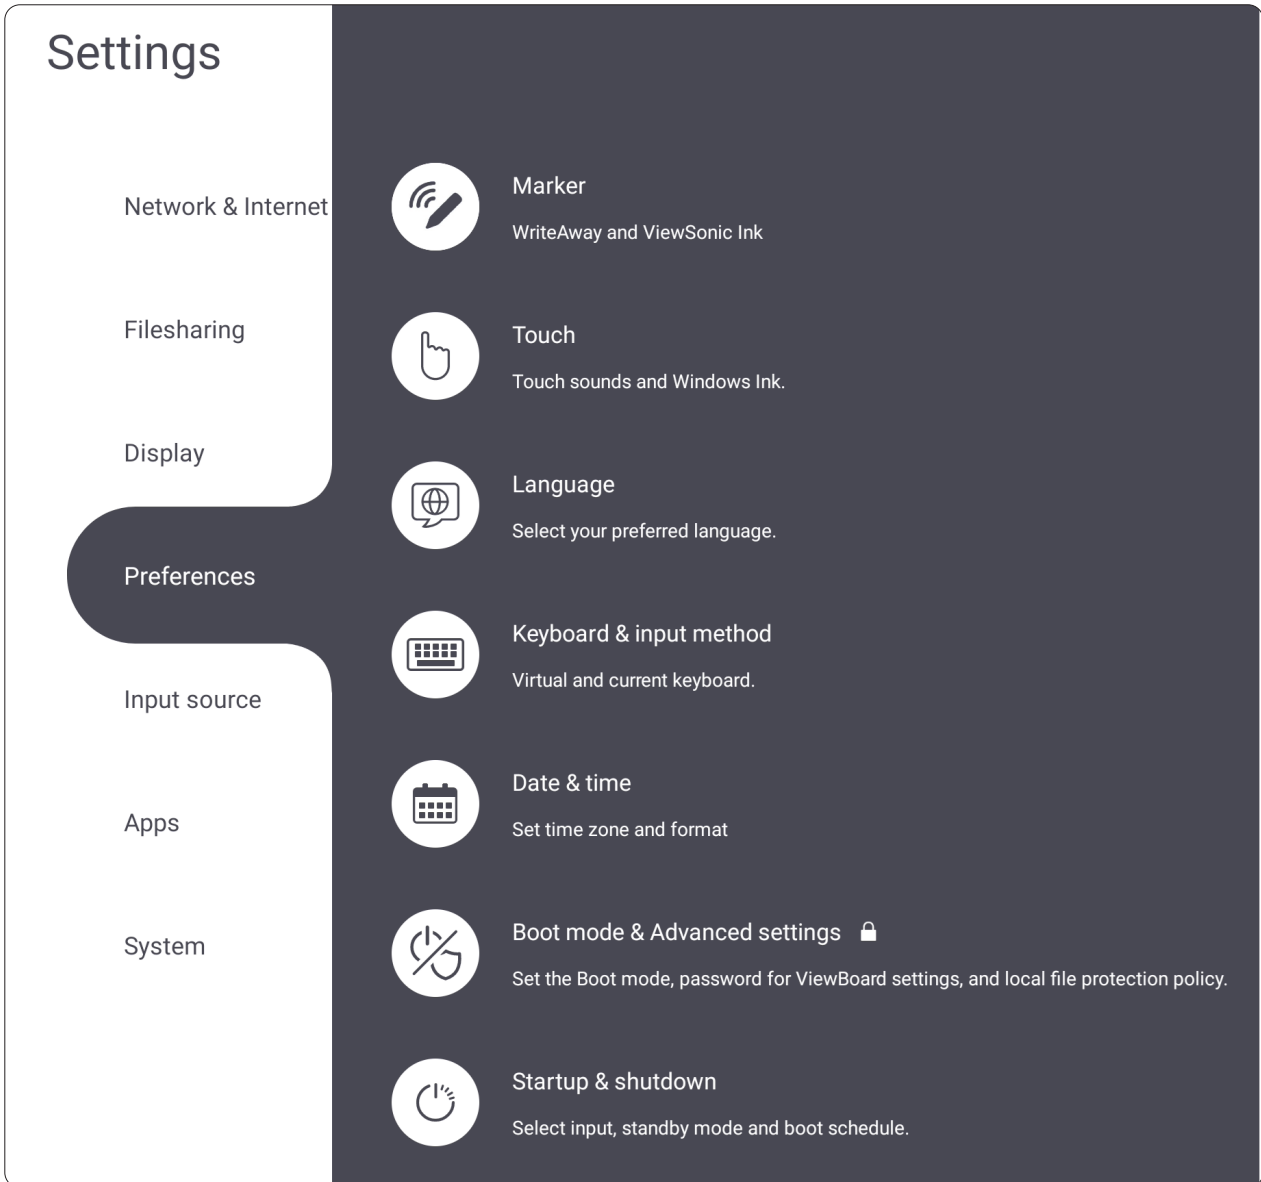 Settings
Network & Internet
Filesharing
Display
Preferences
Input source
Apps
System
Marker
WriteAway and ViewSonic Ink
Touch
Touch sounds and Windows Ink.
Language
Select your preferred language.
Keyboard & input method
Virtual and current keyboard.
Date & time
Set time zone and format
Boot mode & Advanced settings
Set the Boot mode, password for ViewBoard settings, and local file protection policy.
Startup & shutdown
Select input, standby mode and boot schedule.